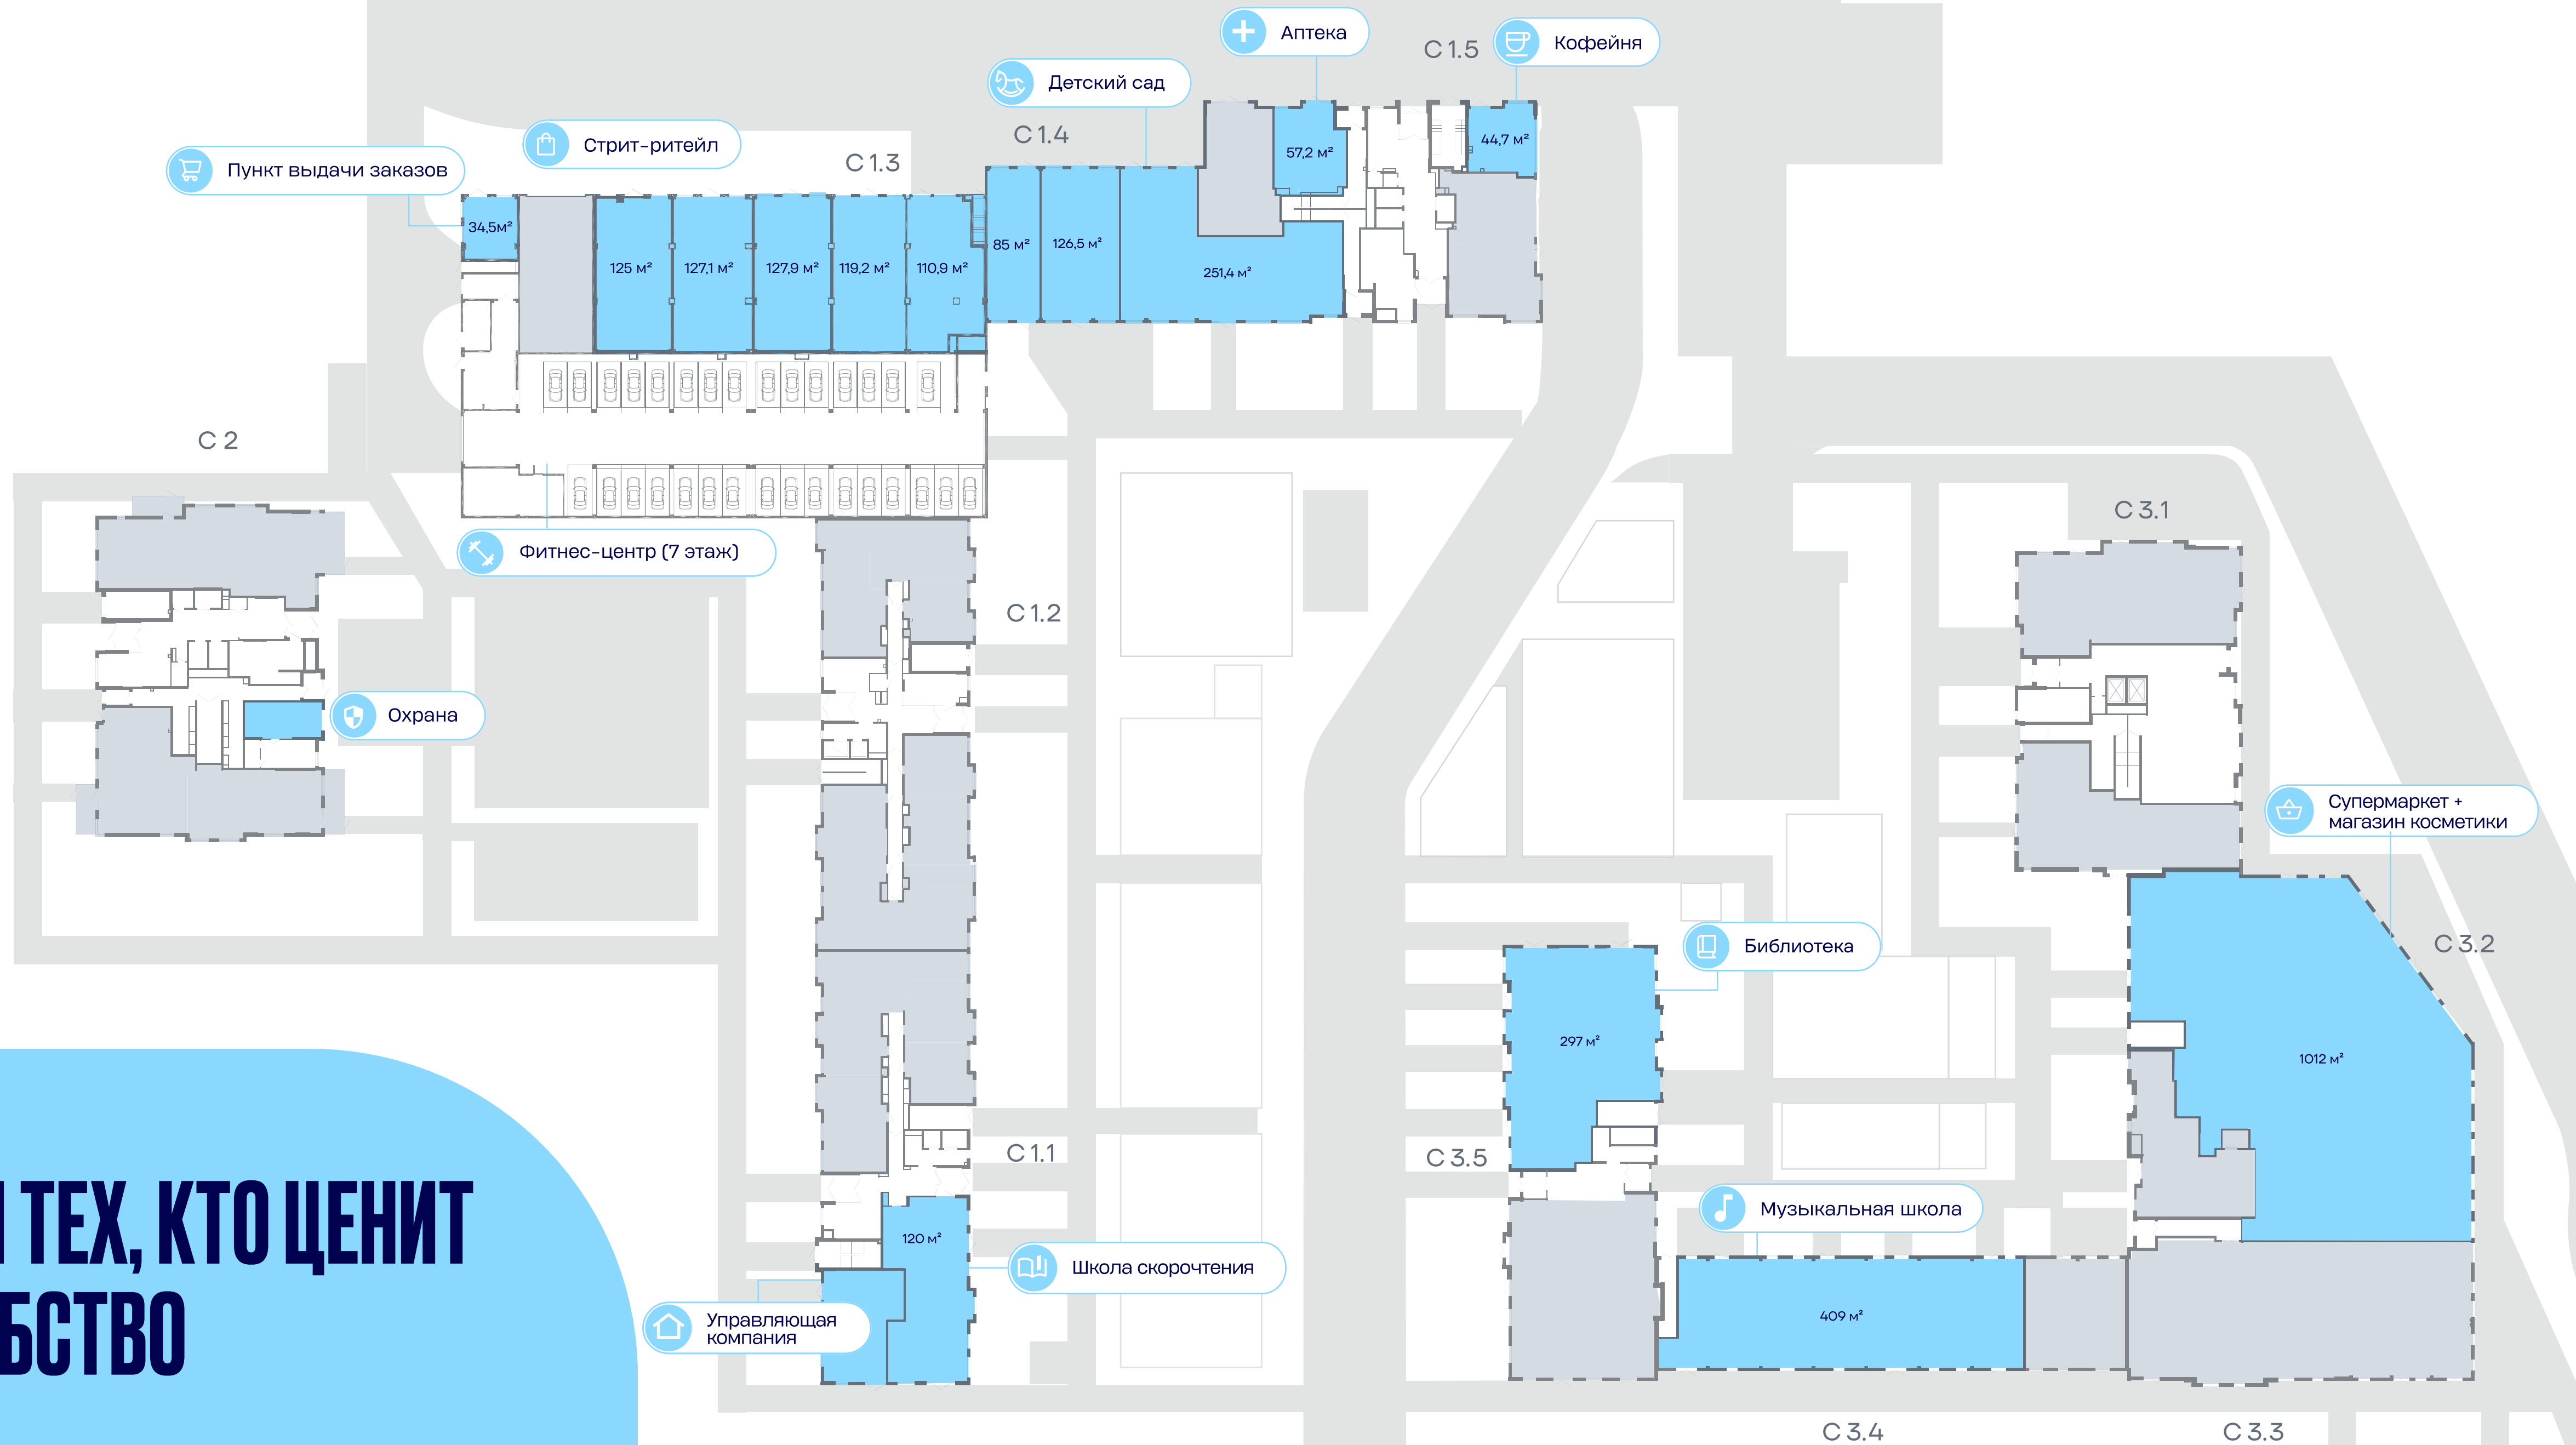 Аптека
С 1.5
Кофейня
Детский сад
С 1.4
Стрит-ритейл
С 1.3
Пункт выдачи заказов
57,2 м²
44,7 м²
34,5м²
125 м²
127,1 м²
127,9 м²
119,2 м²
110,9 м²
85 м²
126,5 м²
251,4 м²
С 2
Фитнес-центр (7 этаж)
С 1.2
С 3.1
Охрана
Супермаркет +
магазин косметики
Библиотека
С 3.2
297 м²
1012 м²
С 1.1
С 3.5
Музыкальная школа
120 м²
Школа скорочтения
Управляющая
компания
409 м²
ТЕХ, КТО ЦЕНИТ
БСТВО
С 3.4
С 3.3